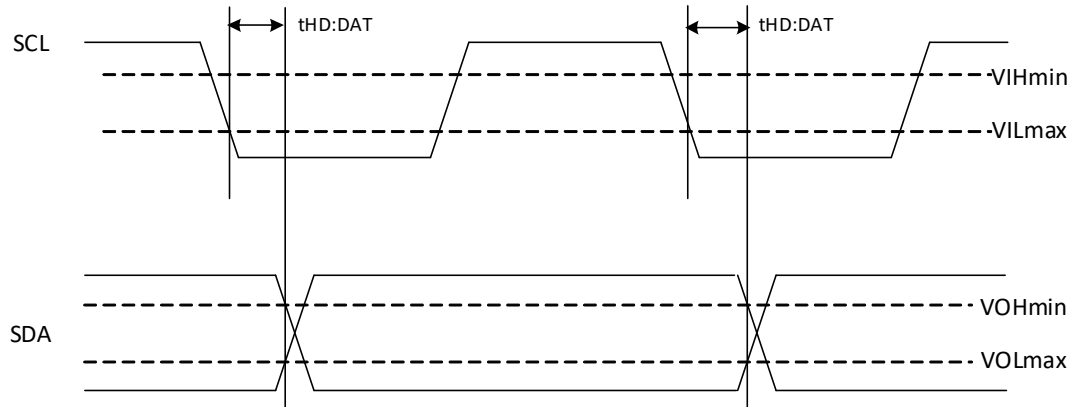 tHD:DAT
tHD:DAT
SCL
VIHmin
VILmax
VOHmin
SDA
VOLmax